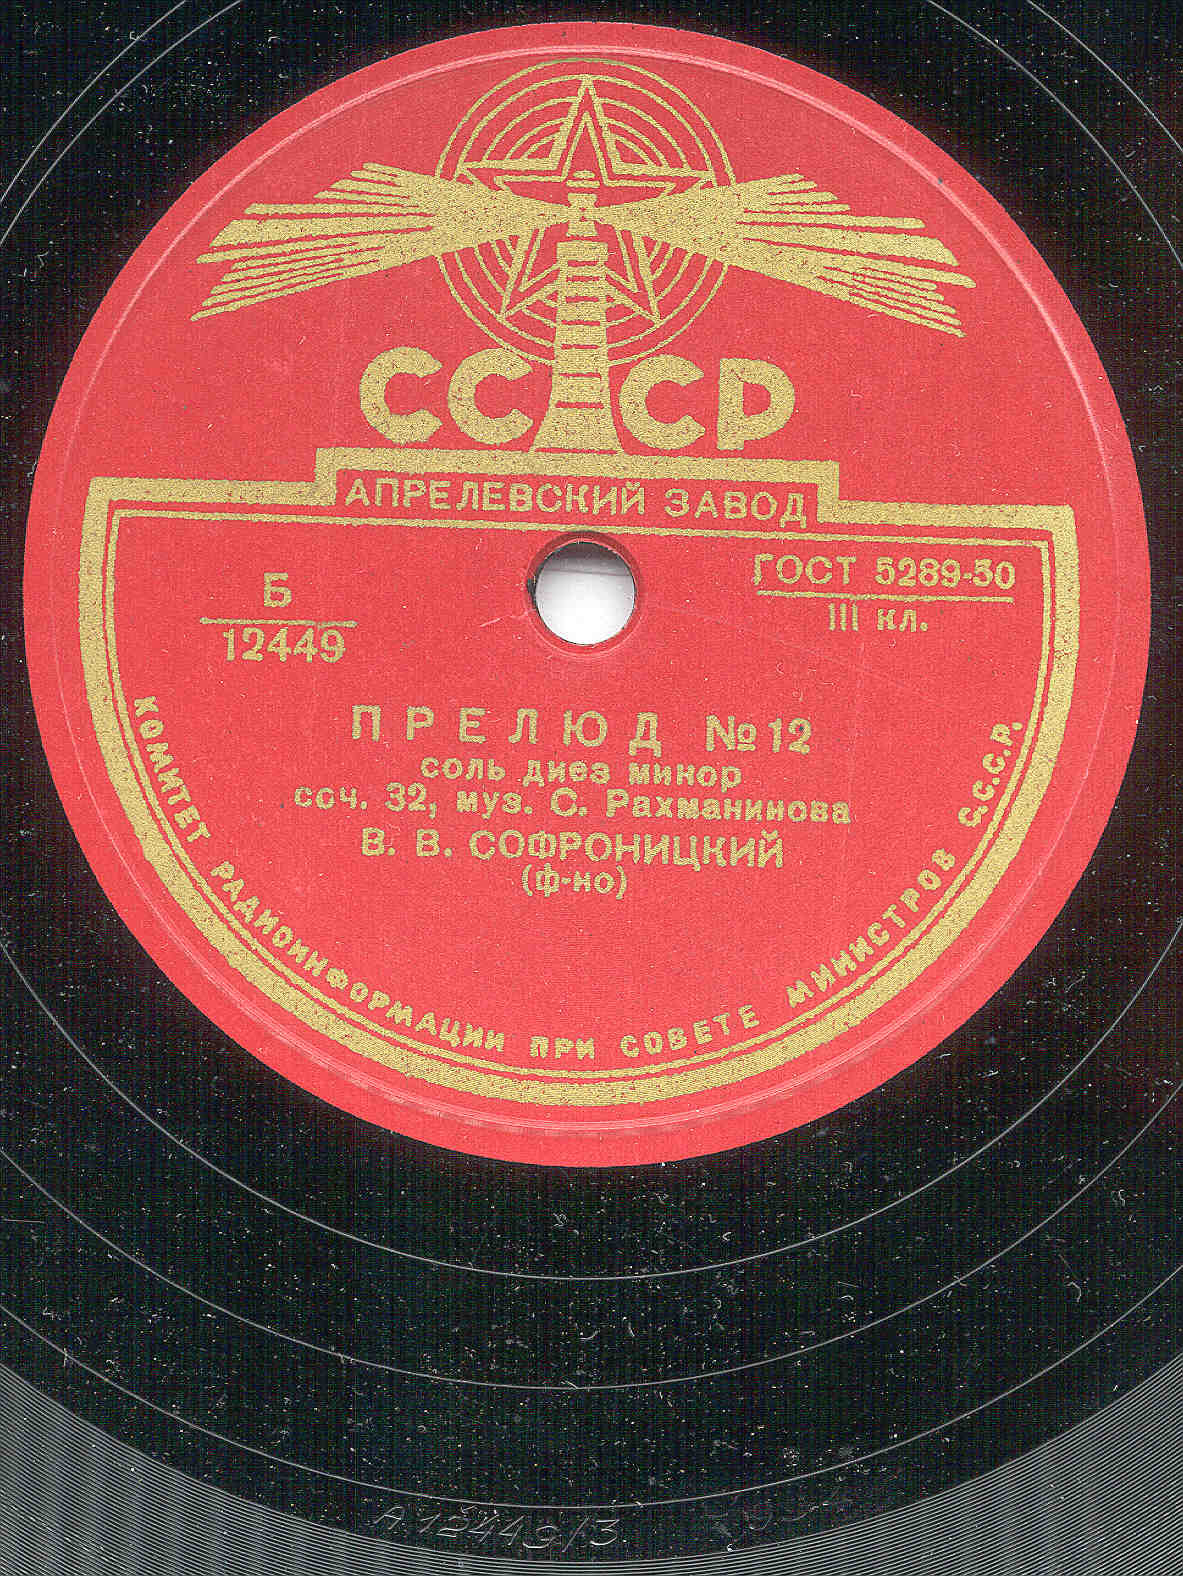 СССР
АПРЕЛЕВСКИЙ ЗАВОД
Б
12449
ГОСТ 5289-50
III кл.
ПРЕЛЮД №12
соль диез минор
соч. 32, муз. С. Рахманинова
В. В. СОФРОНИЦКИЙ
(ф-но)
КОМИТЕТ РАДИОИНФОРМАЦИИ ПРИ СОВЕТЕ МИНИСТРОВ С.С.С.Р.
А 12449/3